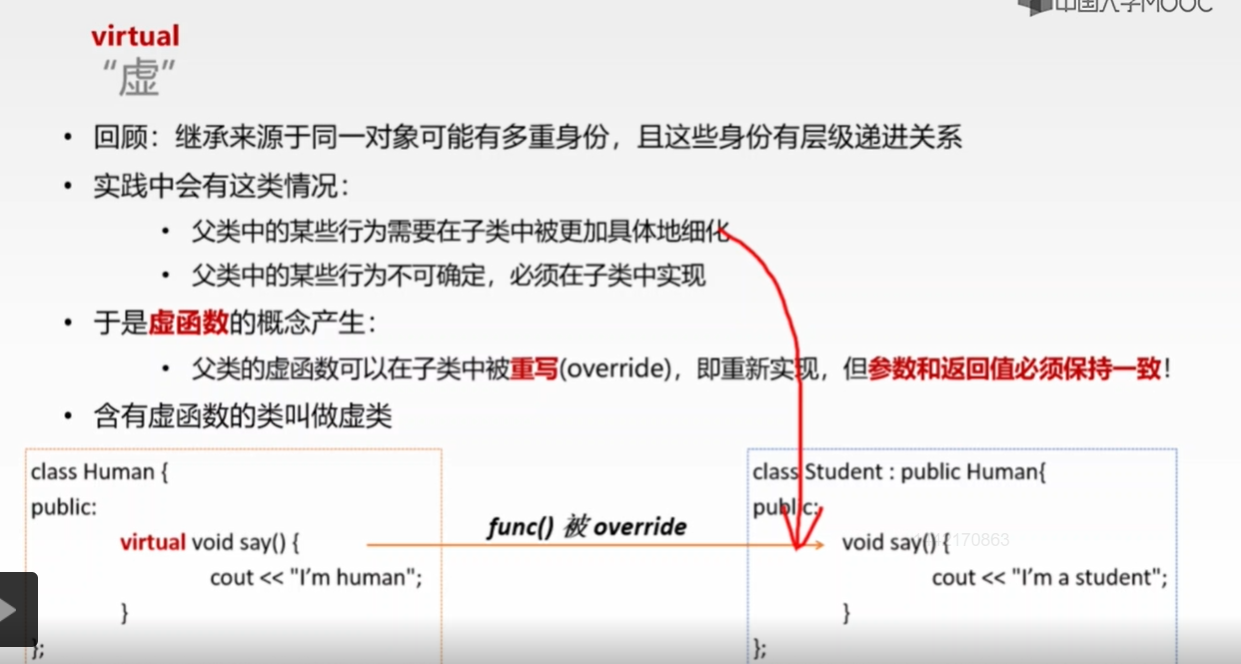 中国大学MOOC
virtual
“虚”
• 回顾：继承来源于同一对象可能有多重身份，且这些身份有层级递进关系
• 实践中会有这类情况：
• 父类中的某些行为需要在子类中被更加具体地细化
• 父类中的某些行为不可确定，必须在子类中实现
• 于是虚函数的概念产生：
• 父类的虚函数可以在子类中被重写(override)，即重新实现，但参数和返回值必须保持一致！
• 含有虚函数的类叫做虚类
class Human {
public:
virtual void say() {
cout << "I’m human";
}
};
func() 被 override
class Student : public Human{
public:
void say() {
cout << "I’m a student";
}
};